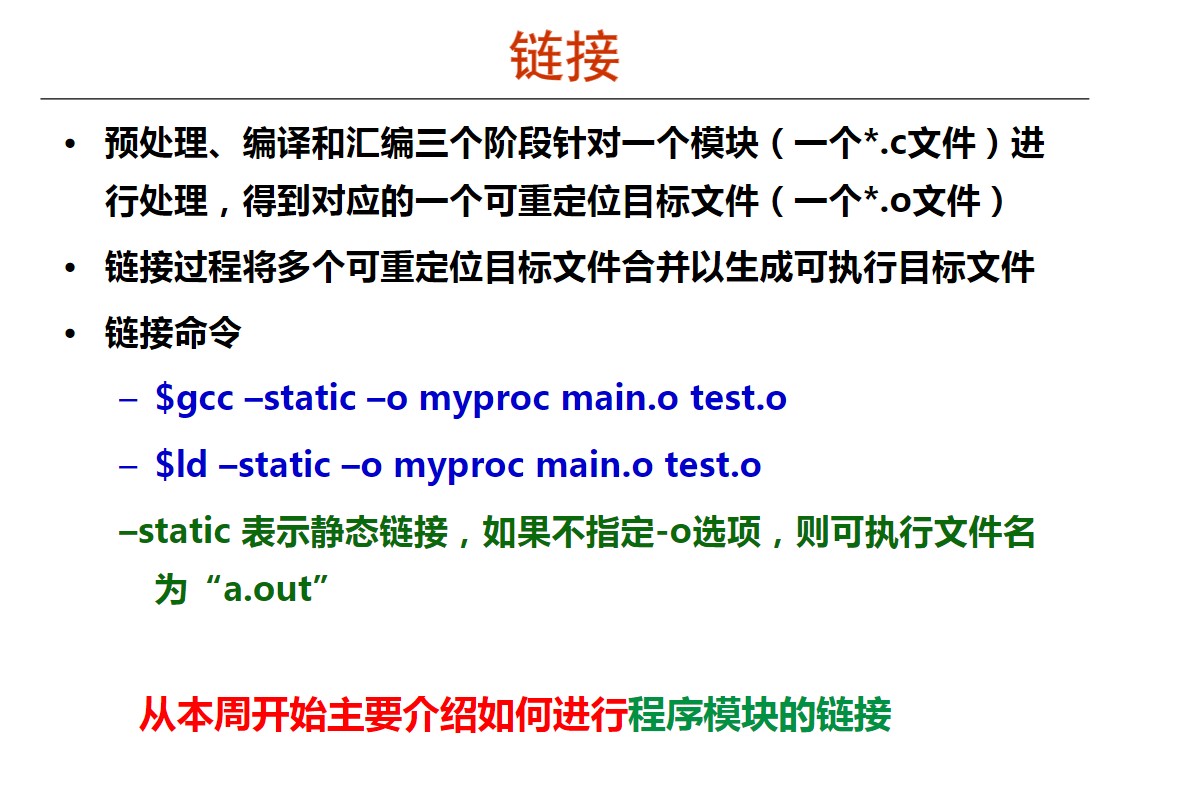 链接
• 预处理、编译和汇编三个阶段针对一个模块（一个*.c文件）进
行处理，得到对应的一个可重定位目标文件（一个*.o文件）
• 链接过程将多个可重定位目标文件合并以生成可执行目标文件
• 链接命令
– $gcc –static –o myproc main.o test.o
– $ld –static –o myproc main.o test.o
–static 表示静态链接，如果不指定-o选项，则可执行文件名
为“a.out”
从本周开始主要介绍如何进行程序模块的链接